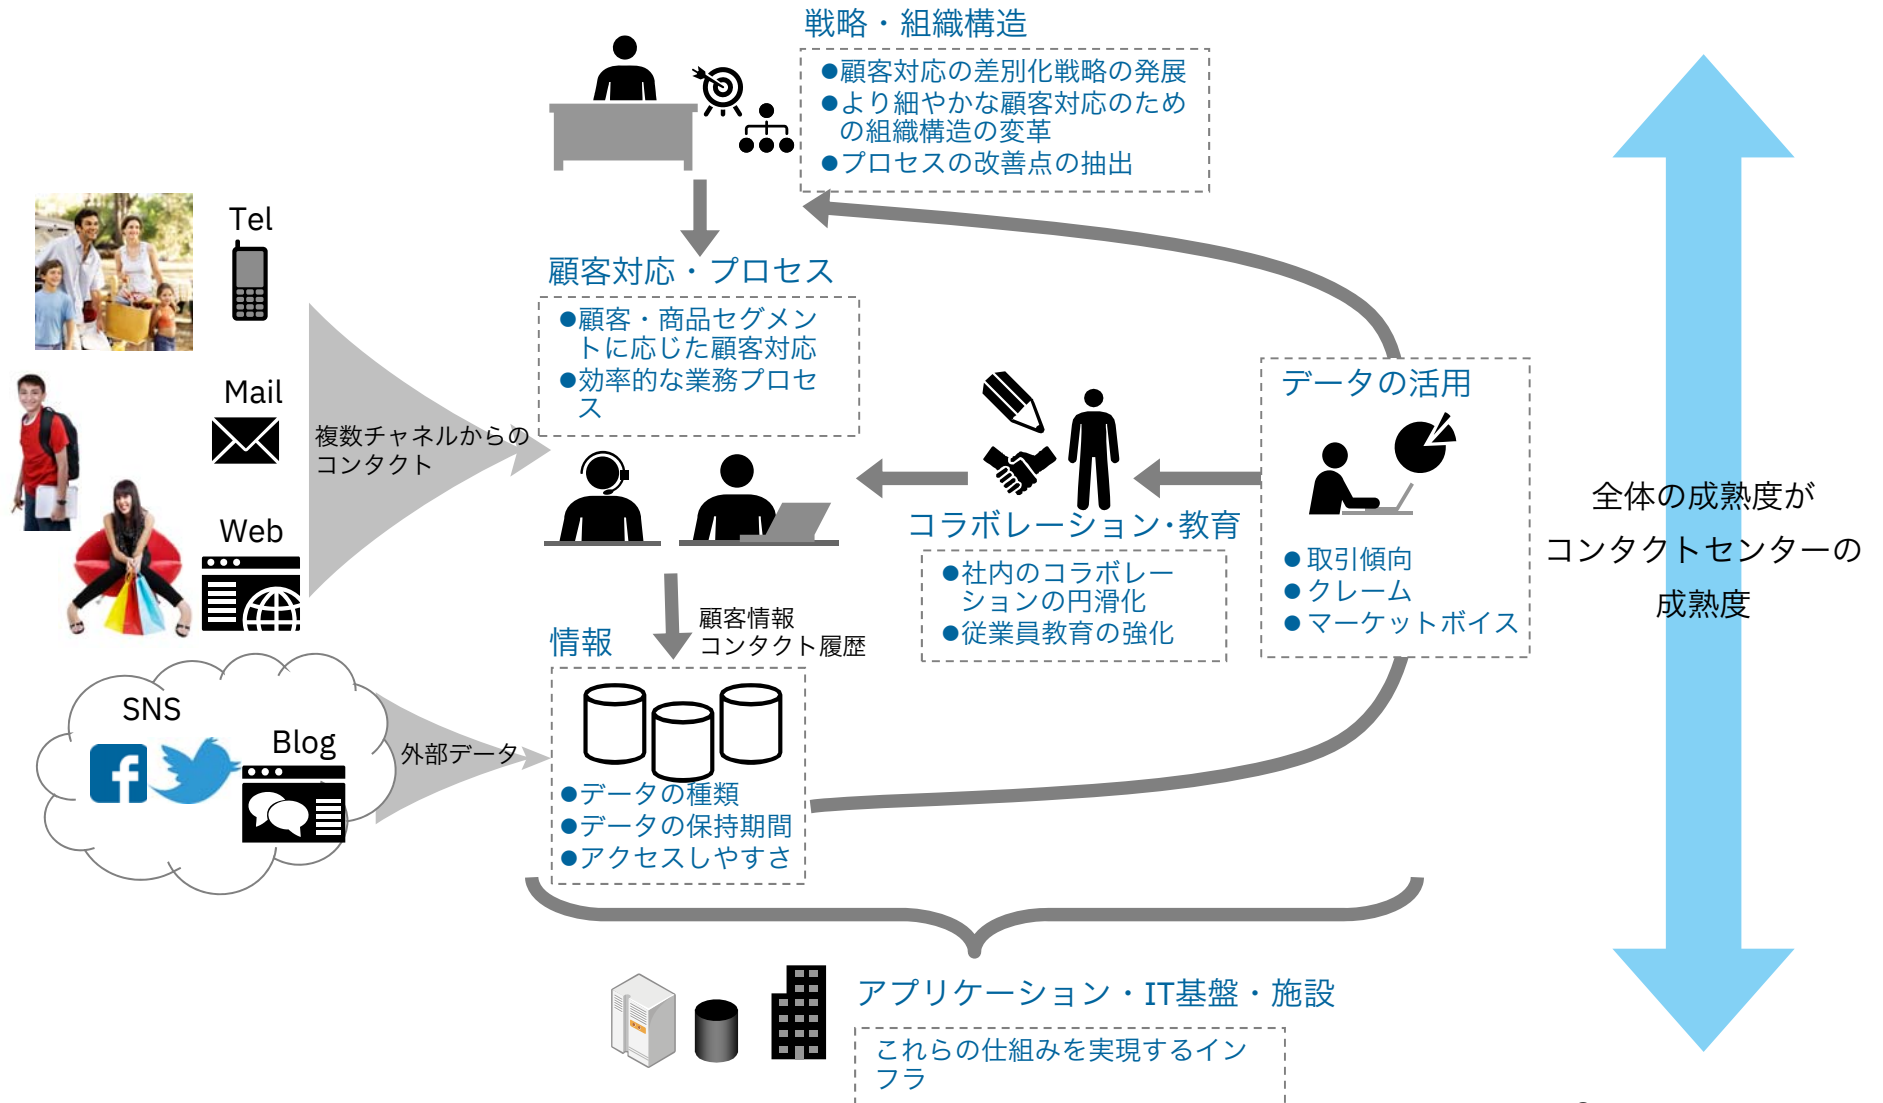 戦略・組織構造
●顧客対応の差別化戦略の発展
●より細やかな顧客対応のため
の組織構造の変革
●プロセスの改善点の抽出
Tel
Mail
Web
複数チャネルからの
コンタクト
顧客対応・プロセス
●顧客・商品セグメン
トに応じた顧客対応
●効率的な業務プロセ
ス
コラボレーション・教育
●社内のコラボレー
ションの円滑化
●従業員教育の強化
データの活用
●取引傾向
●クレーム
●マーケットボイス
全体の成熟度が
コンタクトセンターの
成熟度
顧客情報
コンタクト履歴
情報
●データの種類
●データの保持期間
●アクセスしやすさ
SNS
Blog
外部データ
アプリケーション・IT基盤・施設
これらの仕組みを実現するイン
フラ